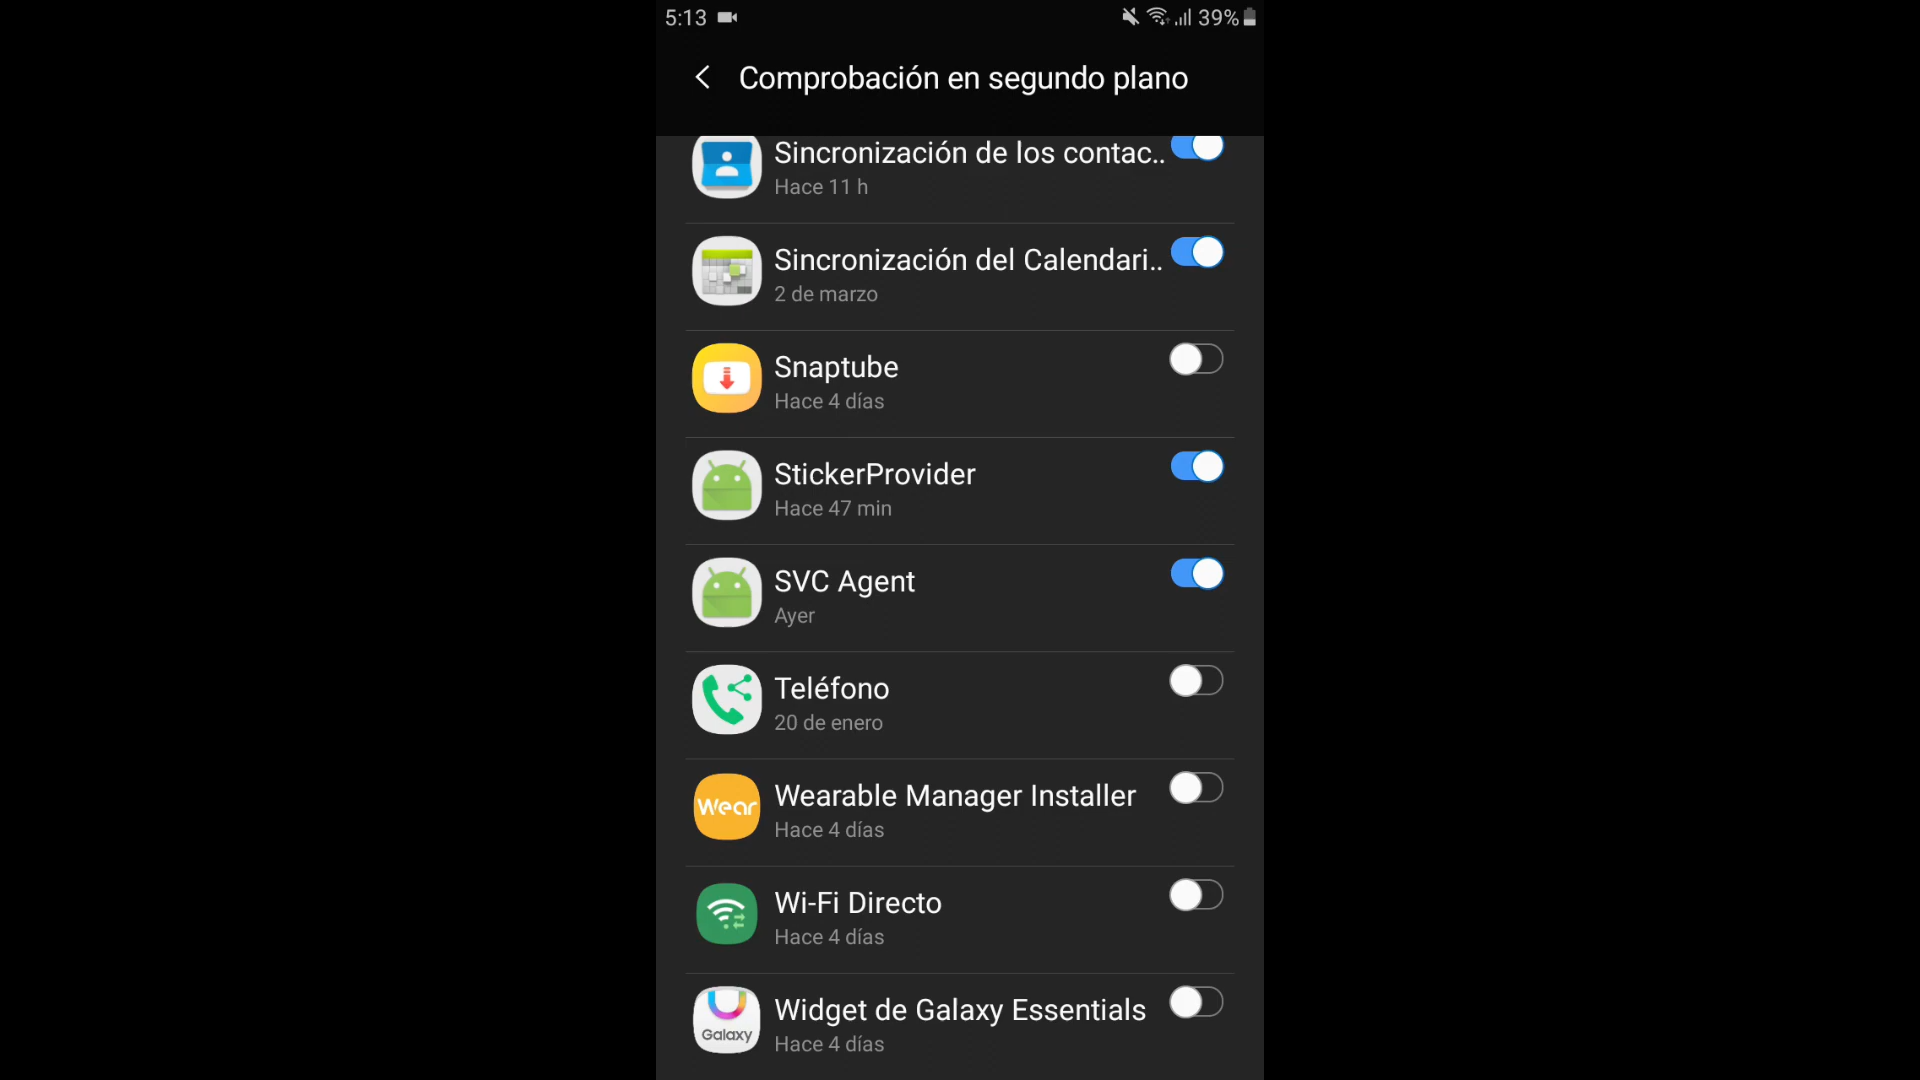 5:13
39%
Comprobación en segundo plano
Sincronización de los contac..
Hace 11 h
Sincronización del Calendari..
2 de marzo
Snaptube
Hace 4 días
StickerProvider
Hace 47 min
SVC Agent
Ayer
Teléfono
20 de enero
Wear
Wearable Manager Installer
Hace 4 días
Wi-Fi Directo
Hace 4 días
Galaxy
Widget de Galaxy Essentials
Hace 4 días